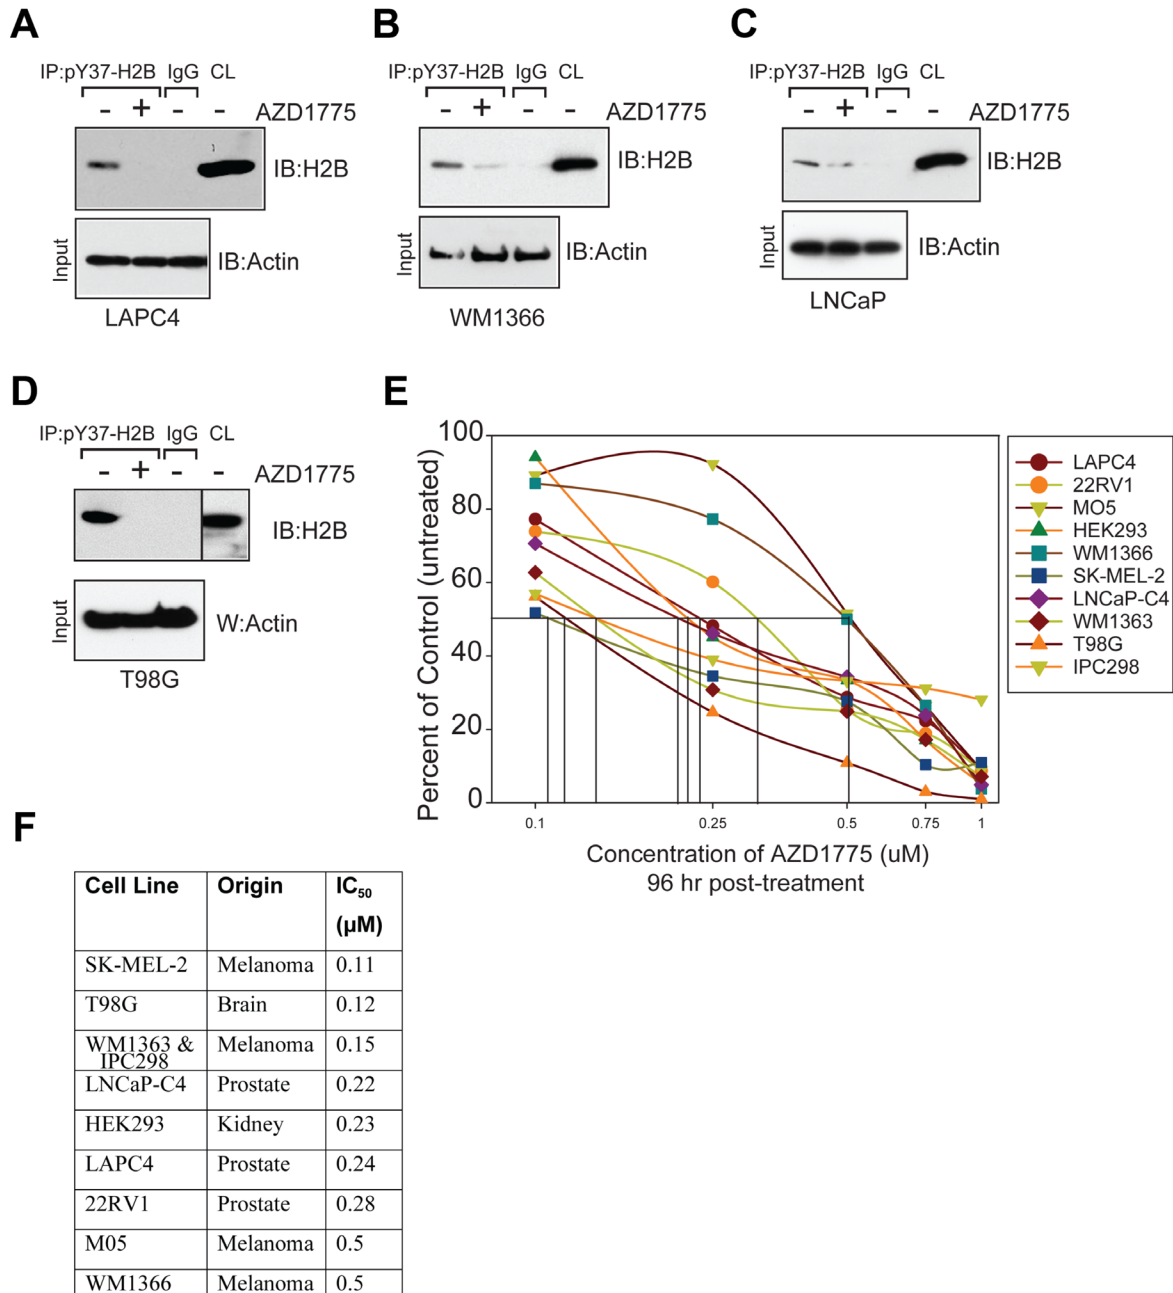 A
IP:pY37-H2B IgG CL
- + - - AZD1775
IB:H2B
Input
IB:Actin
LAPC4
B
IP:pY37-H2B IgG CL
- + - - AZD1775
IB:H2B
Input
IB:Actin
WM1366
C
IP:pY37-H2B IgG CL
- + - - AZD1775
IB:H2B
Input
IB:Actin
LNCaP
D
IP:pY37-H2B IgG CL
- + - - AZD1775
IB:H2B
Input
W:Actin
T98G
E
Percent of Control (untreated)
100
80
60
40
20
0
0.1 0.25 0.5 0.75 1
Concentration of AZD1775 (uM)
96 hr post-treatment
LAPC4
22RV1
MO5
HEK293
WM1366
SK-MEL-2
LNCaP-C4
WM1363
T98G
IPC298
F
Cell Line Origin IC50
(µM)
SK-MEL-2 Melanoma 0.11
T98G Brain 0.12
WM1363 & Melanoma 0.15
IPC298
LNCaP-C4 Prostate 0.22
HEK293 Kidney 0.23
LAPC4 Prostate 0.24
22RV1 Prostate 0.28
M05 Melanoma 0.5
WM1366 Melanoma 0.5